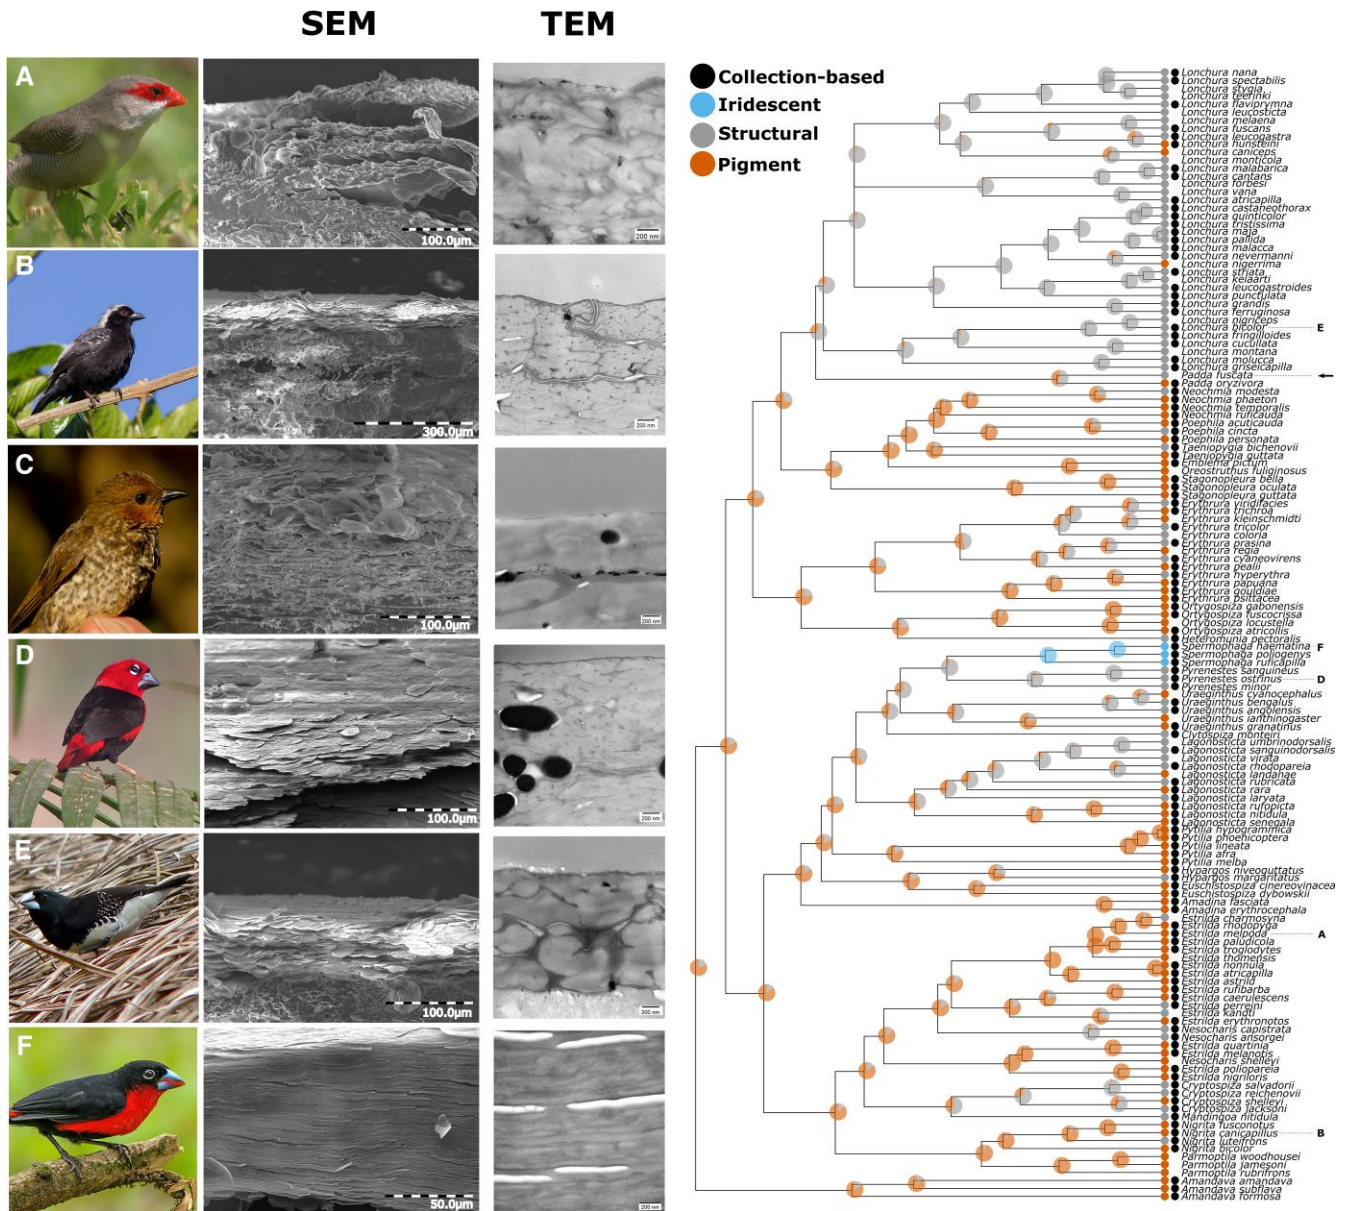 SEM
TEM
A
100.0µm
200 nm
B
300.0µm
200 nm
C
100.0µm
200 nm
D
100.0µm
200 nm
E
100.0µm
200 nm
F
50.0µm
200 nm
Collection-based
Iridescent
Structural
Pigment
Lonchura nana
Lonchura spectabilis
Lonchura stygia
Lonchura teerinki
Lonchura flaviprymna
Lonchura leucosticta
Lonchura melaena
Lonchura fuscans
Lonchura leucogastra
Lonchura hunsteini
Lonchura caniceps
Lonchura monticola
Lonchura malabarica
Lonchura cantans
Lonchura forbesi
Lonchura vana
Lonchura atricapilla
Lonchura castaneothorax
Lonchura quinticolor
Lonchura tristissima
Lonchura maja
Lonchura pallida
Lonchura malacca
Lonchura nevermanni
Lonchura nigerrima
Lonchura striata
Lonchura kelaarti
Lonchura leucogastroides
Lonchura punctulata
Lonchura grandis
Lonchura ferruginosa
Lonchura nigriceps
Lonchura bicolor E
Lonchura fringilloides
Lonchura cucullata
Lonchura montana
Lonchura molucca
Lonchura griseicapilla
Padda fuscata
Padda oryzivora
Neochmia modesta
Neochmia phaeton
Neochmia temporalis
Neochmia ruficauda
Poephila acuticauda
Poephila cincta
Poephila personata
Taeniopygia bichenovii
Taeniopygia guttata
Emblema pictum
Oreostruthus fuliginosus
Stagonopleura bella
Stagonopleura oculata
Stagonopleura guttata
Erythrura viridifacies
Erythrura trichroa
Erythrura kleinschmidti
Erythrura tricolor
Erythrura coloria
Erythrura prasina
Erythrura regia
Erythrura cyaneovirens
Erythrura pealii
Erythrura hyperythra
Erythrura papuana
Erythrura gouldiae
Erythrura psittacea
Ortygospiza gabonensis
Ortygospiza fuscocrissa
Ortygospiza locustella
Ortygospiza atricollis
Heteromunia pectoralis
Spermophaga haematina F
Spermophaga poliogenys
Spermophaga ruficapilla
Pyrenestes sanguineus
Pyrenestes ostrinus D
Pyrenestes minor
Uraeginthus cyanocephalus
Uraeginthus bengalus
Uraeginthus angolensis
Uraeginthus ianthinogaster
Uraeginthus granatinus
Clytospiza monteiri
Lagonosticta umbrinodorsalis
Lagonosticta sanguinodorsalis
Lagonosticta virata
Lagonosticta rhodopareia
Lagonosticta landanae
Lagonosticta rubricata
Lagonosticta rara
Lagonosticta larvata
Lagonosticta rufopicta
Lagonosticta nitidula
Lagonosticta senegala
Pytilia hypogrammica
Pytilia phoenicoptera
Pytilia lineata
Pytilia afra
Pytilia melba
Hypargos niveoguttatus
Hypargos margaritatus
Euschistospiza cinereovinacea
Euschistospiza dybowskii
Amadina fasciata
Amadina erythrocephala
Estrilda charmosyna
Estrilda rhodopyga
Estrilda melpoda A
Estrilda paludicola
Estrilda troglodytes
Estrilda thomensis
Estrilda nonnula
Estrilda atricapilla
Estrilda astrild
Estrilda rufibarba
Estrilda caerulescens
Estrilda perreini
Estrilda kandti
Estrilda erythronotos
Nesocharis capistrata
Nesocharis ansorgei
Estrilda quartinia
Estrilda melanotis
Nesocharis shelleyi
Estrilda poliopareia
Estrilda nigriloris
Cryptospiza salvadorii
Cryptospiza reichenovii
Cryptospiza shelleyi
Cryptospiza jacksoni
Mandingoa nitidula
Nigrita fusconotus
Nigrita canicapillus B
Nigrita luteifrons
Nigrita bicolor
Parmoptila woodhousei
Parmoptila jamesoni
Parmoptila rubrifrons
Amandava amandava
Amandava subflava
Amandava formosa